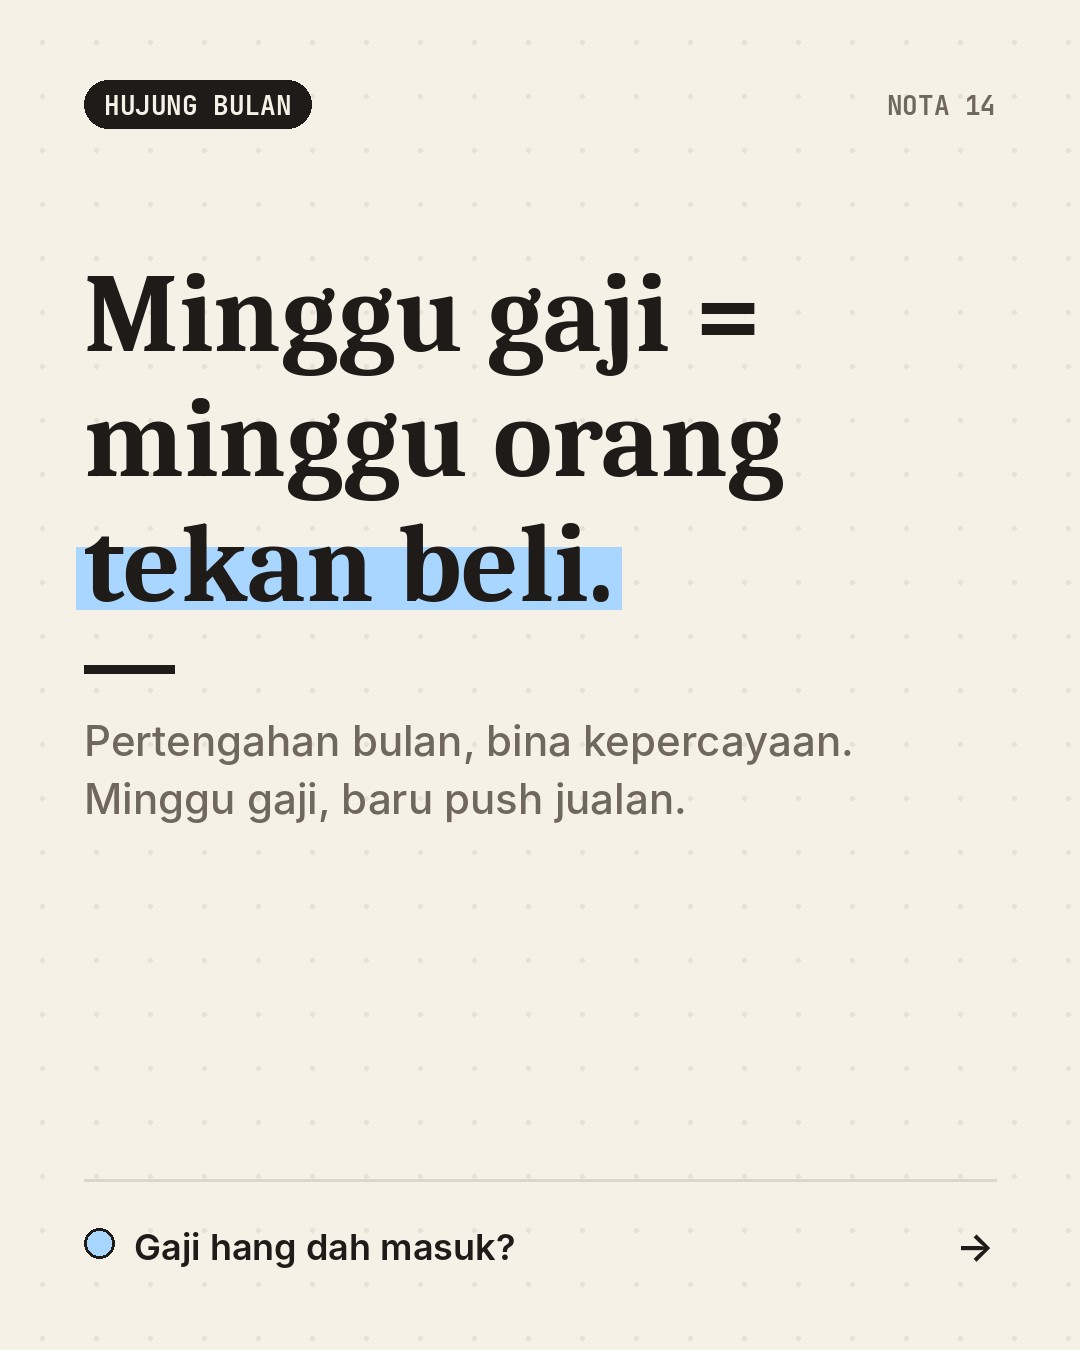 HUJUNG BULAN
NOTA 14
Minggu gaji =
minggu orang
tekan beli.
Pertengahan bulan, bina kepercayaan.
Minggu gaji, baru push jualan.
Gaji hang dah masuk? →